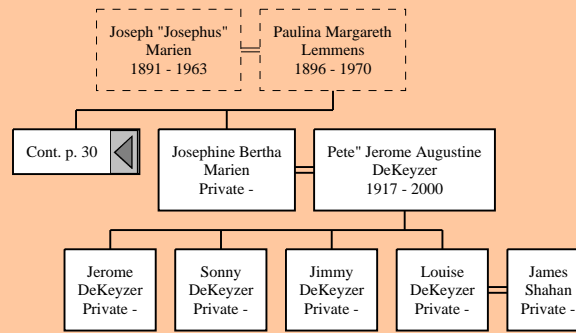 Joseph "Josephus"
Marien
1891 - 1963
Paulina Margareth
Lemmens
1896 - 1970
Cont. p. 30
Josephine Bertha
Marien
Private -
Pete" Jerome Augustine
DeKeyzer
1917 - 2000
Jerome
DeKeyzer
Private -
Sonny
DeKeyzer
Private -
Jimmy
DeKeyzer
Private -
Louise
DeKeyzer
Private -
James
Shahan
Private -